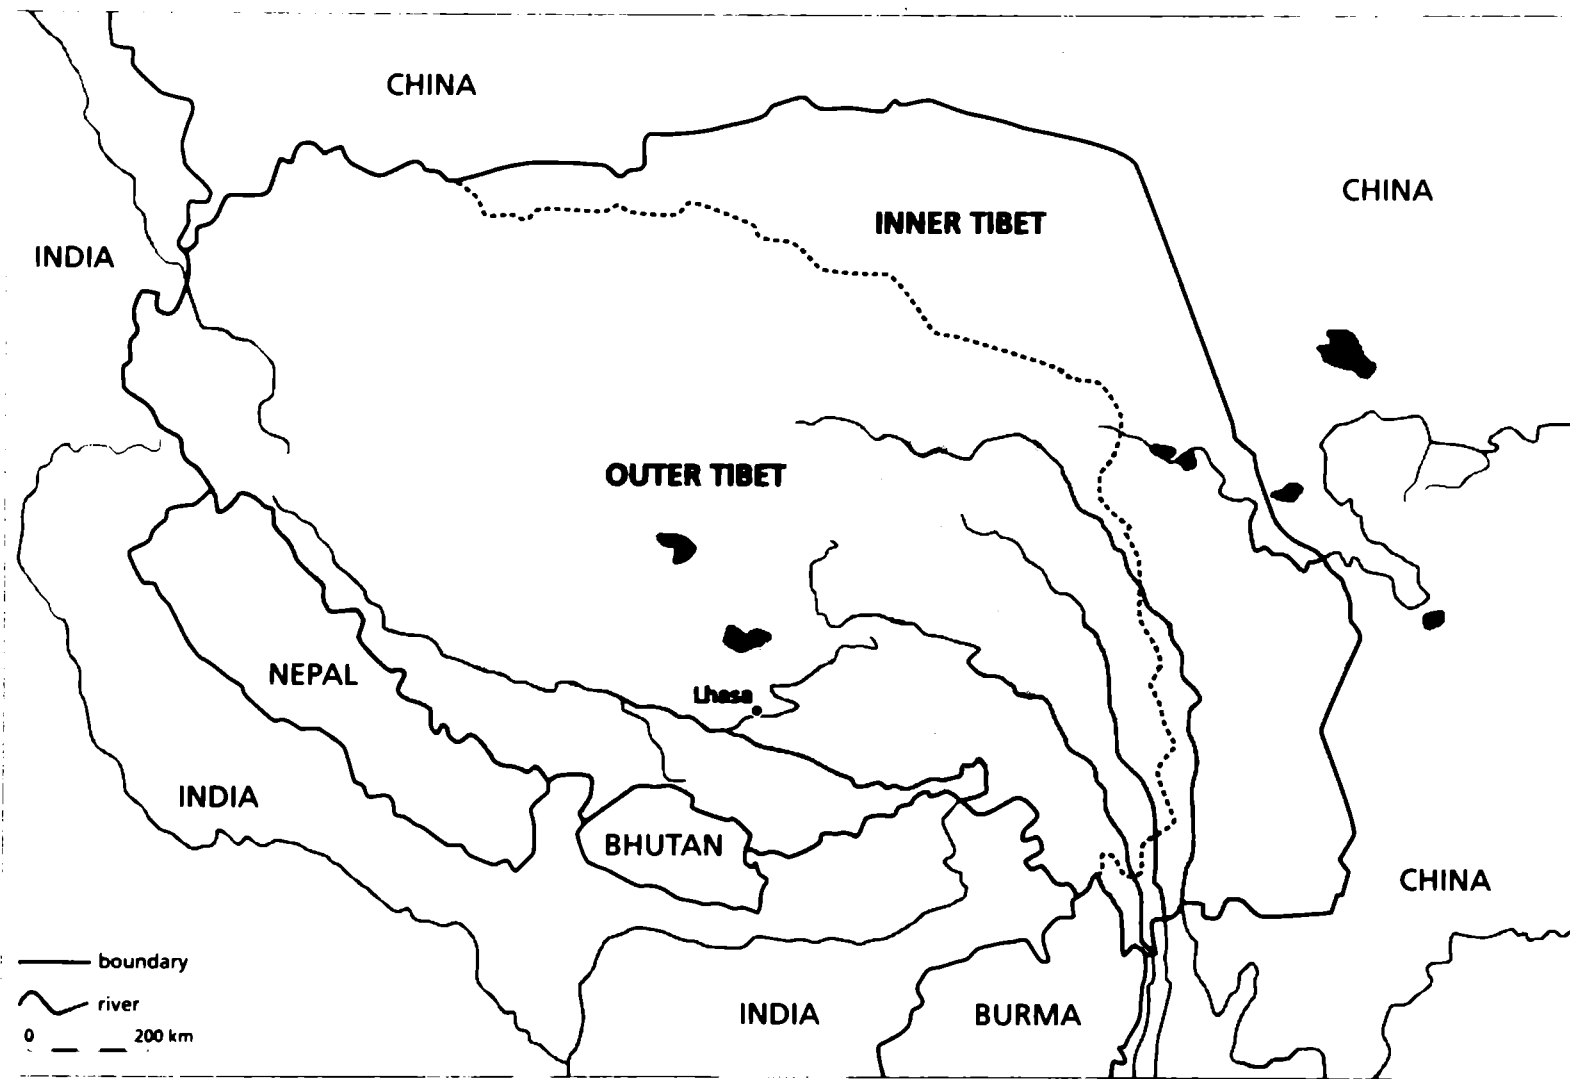 CHINA
CHINA
INNER TIBET
INDIA
OUTER TIBET
NEPAL
Lhasa
INDIA
BHUTAN
CHINA
boundary
river
INDIA
BURMA
0 200 km